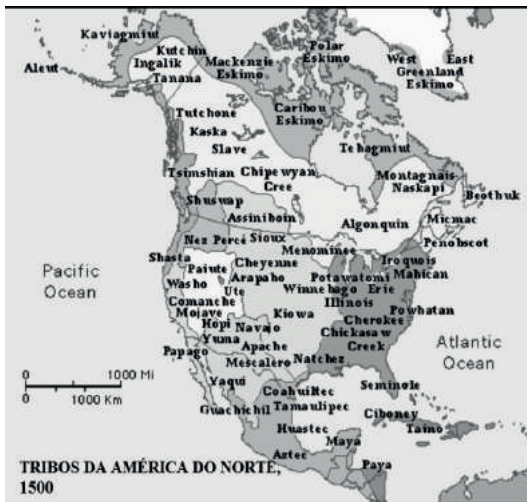 Kaviagmiut
Kutchin
Ingalik
Aleut
Tanana
Mackenzie
Eskimo
Polar
Eskimo
West
East
Greenland
Eskimo
Caribou
Eskimo
Tutchone
Kaska
Slave
Tehagmiut
Tsimshian
Chipewyan
Cree
Montagnais-
Naskapi
Beothuk
Shuswap
Assiniboin
Algonquin
Micmac
Penobscot
Nez Percé
Sioux
Menominee
Iroquois
Shasta
Paiute
Cheyenne
Potawatomi
Mahican
Pacific
Ocean
Washo
Arapaho
Winnebago
Erie
Ute
Comanche
Illinois
Mojave
Kiowa
Powhatan
Cherokee
Hopi
Navajo
Chickasaw
Yuma
Creek
Atlantic
Ocean
Papago
Apache
Natchez
Mescalero
1000 Mi
0
0
1000 Km
Yaqui
Seminole
Coahuiltec
Guachichil
Tamaulipec
Ciboney
Huastec
Taino
Maya
Aztec
Paya
TRIBOS DA AMÉRICA DO NORTE,
1500